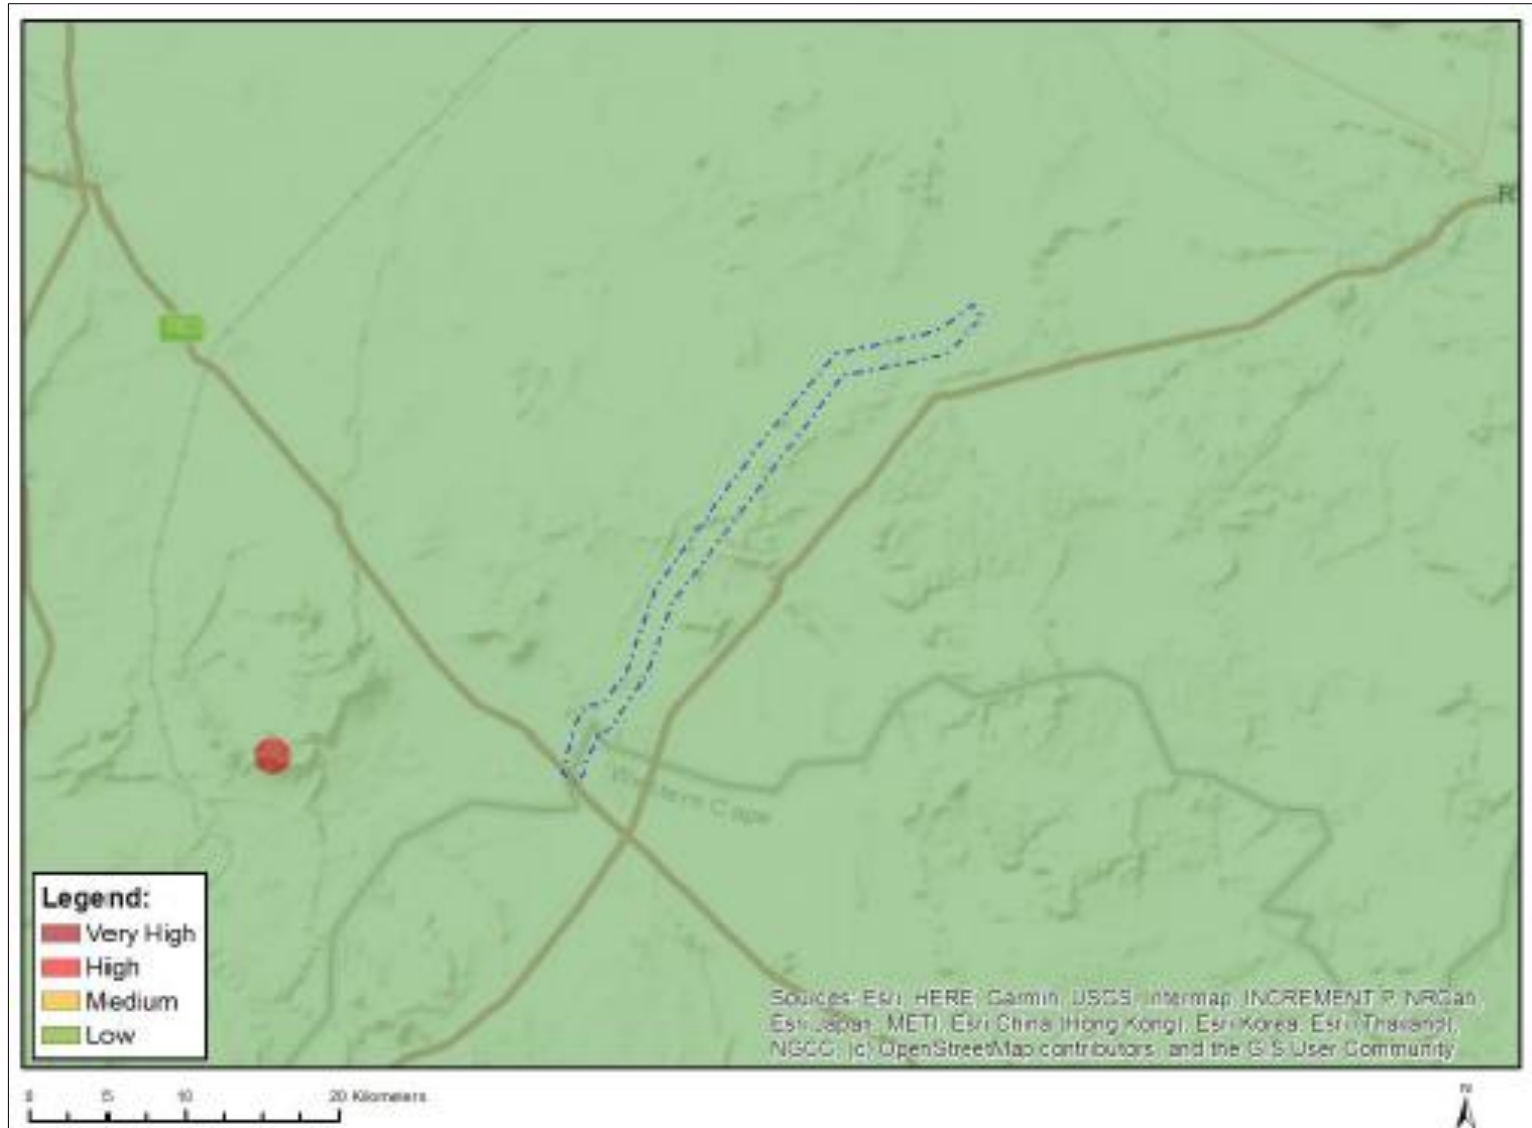 R
Western Cape
Legend:
Very High
High
Medium
Low
Sources: Esri, HERE, Garmin, USGS, Intermap, INCREMENT P, NRCan,
Esri Japan, METI, Esri China (Hong Kong), Esri Korea, Esri (Thailand),
NGCC, (c) OpenStreetMap contributors, and the GIS User Community
0 5 10 20 Kilometers
N